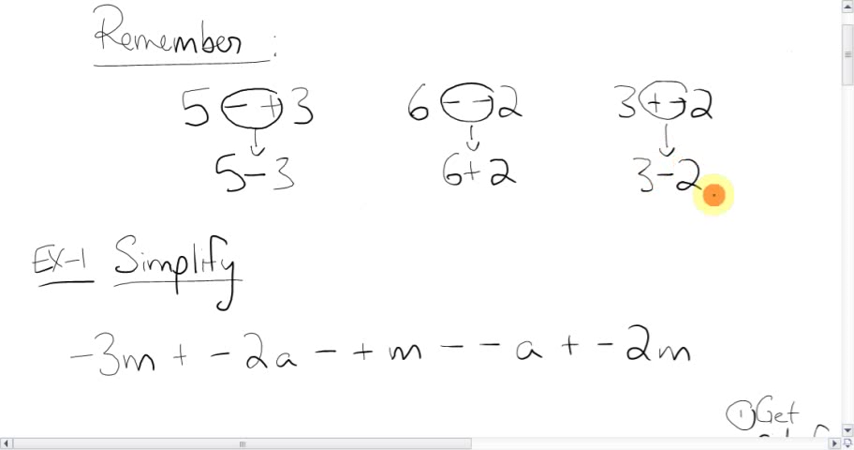 Remember :
5 - + 3 6 - - 2 3 + - 2
5 - 3 6 + 2 3 - 2
EX-1 Simplify
-3m + -2a - + m - - a + -2m
① Get